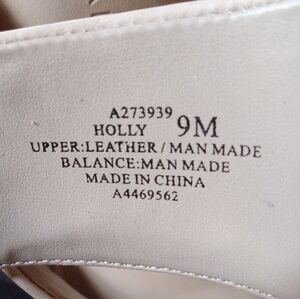 A273939
HOLLY 9M
UPPER:LEATHER / MAN MADE
BALANCE:MAN MADE
MADE IN CHINA
A4469562